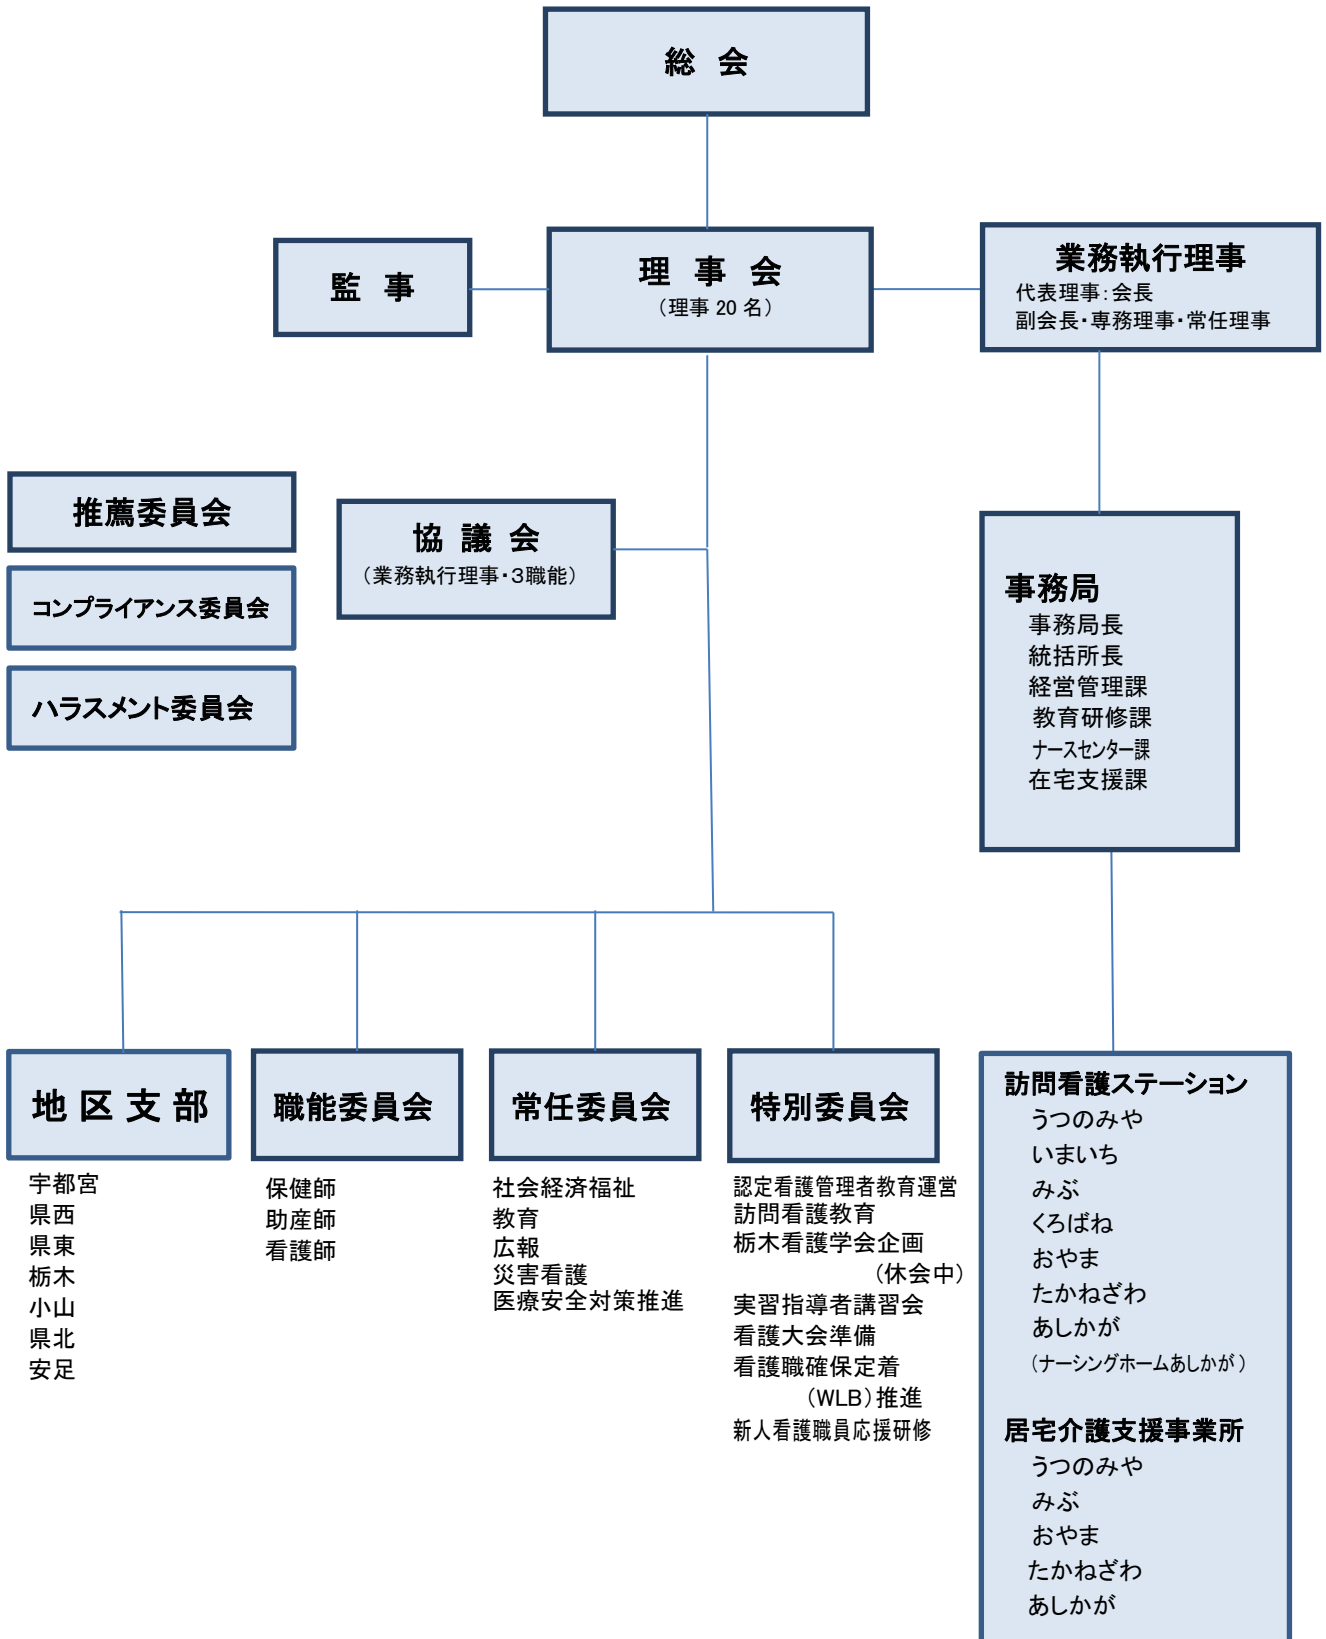 総 会
監 事
理 事 会
（理事 20 名）
業務執行理事
代表理事：会長
副会長・専務理事・常任理事
推薦委員会
コンプライアンス委員会
ハラスメント委員会
協 議 会
（業務執行理事・3職能）
事務局
事務局長
統括所長
経営管理課
教育研修課
ナースセンター課
在宅支援課
地 区 支 部
宇都宮
県西
県東
栃木
小山
県北
安足
職能委員会
保健師
助産師
看護師
常任委員会
社会経済福祉
教育
広報
災害看護
医療安全対策推進
特別委員会
認定看護管理者教育運営
訪問看護教育
栃木看護学会企画
（休会中）
実習指導者講習会
看護大会準備
看護職確保定着
（WLB）推進
新人看護職員応援研修
訪問看護ステーション
うつのみや
いまいち
みぶ
くろばね
おやま
たかねざわ
あしかが
（ナーシングホームあしかが）
居宅介護支援事業所
うつのみや
みぶ
おやま
たかねざわ
あしかが